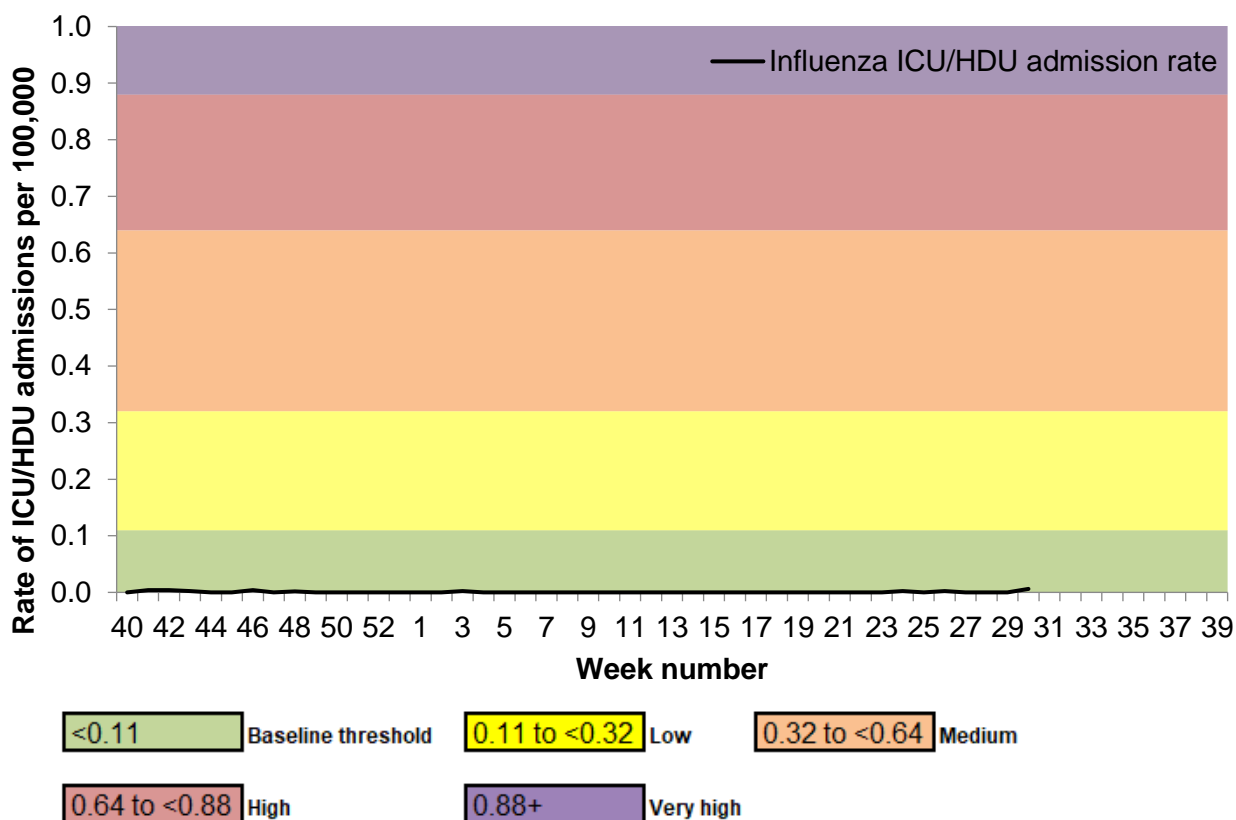 Rate of ICU/HDU admissions per 100,000
1.0
0.9
0.8
0.7
0.6
0.5
0.4
0.3
0.2
0.1
0.0
Influenza ICU/HDU admission rate
40 42 44 46 48 50 52 1 3 5 7 9 11 13 15 17 19 21 23 25 27 29 31 33 35 37 39
Week number
<0.11 Baseline threshold 0.11 to <0.32 Low 0.32 to <0.64 Medium
0.64 to <0.88 High 0.88+ Very high